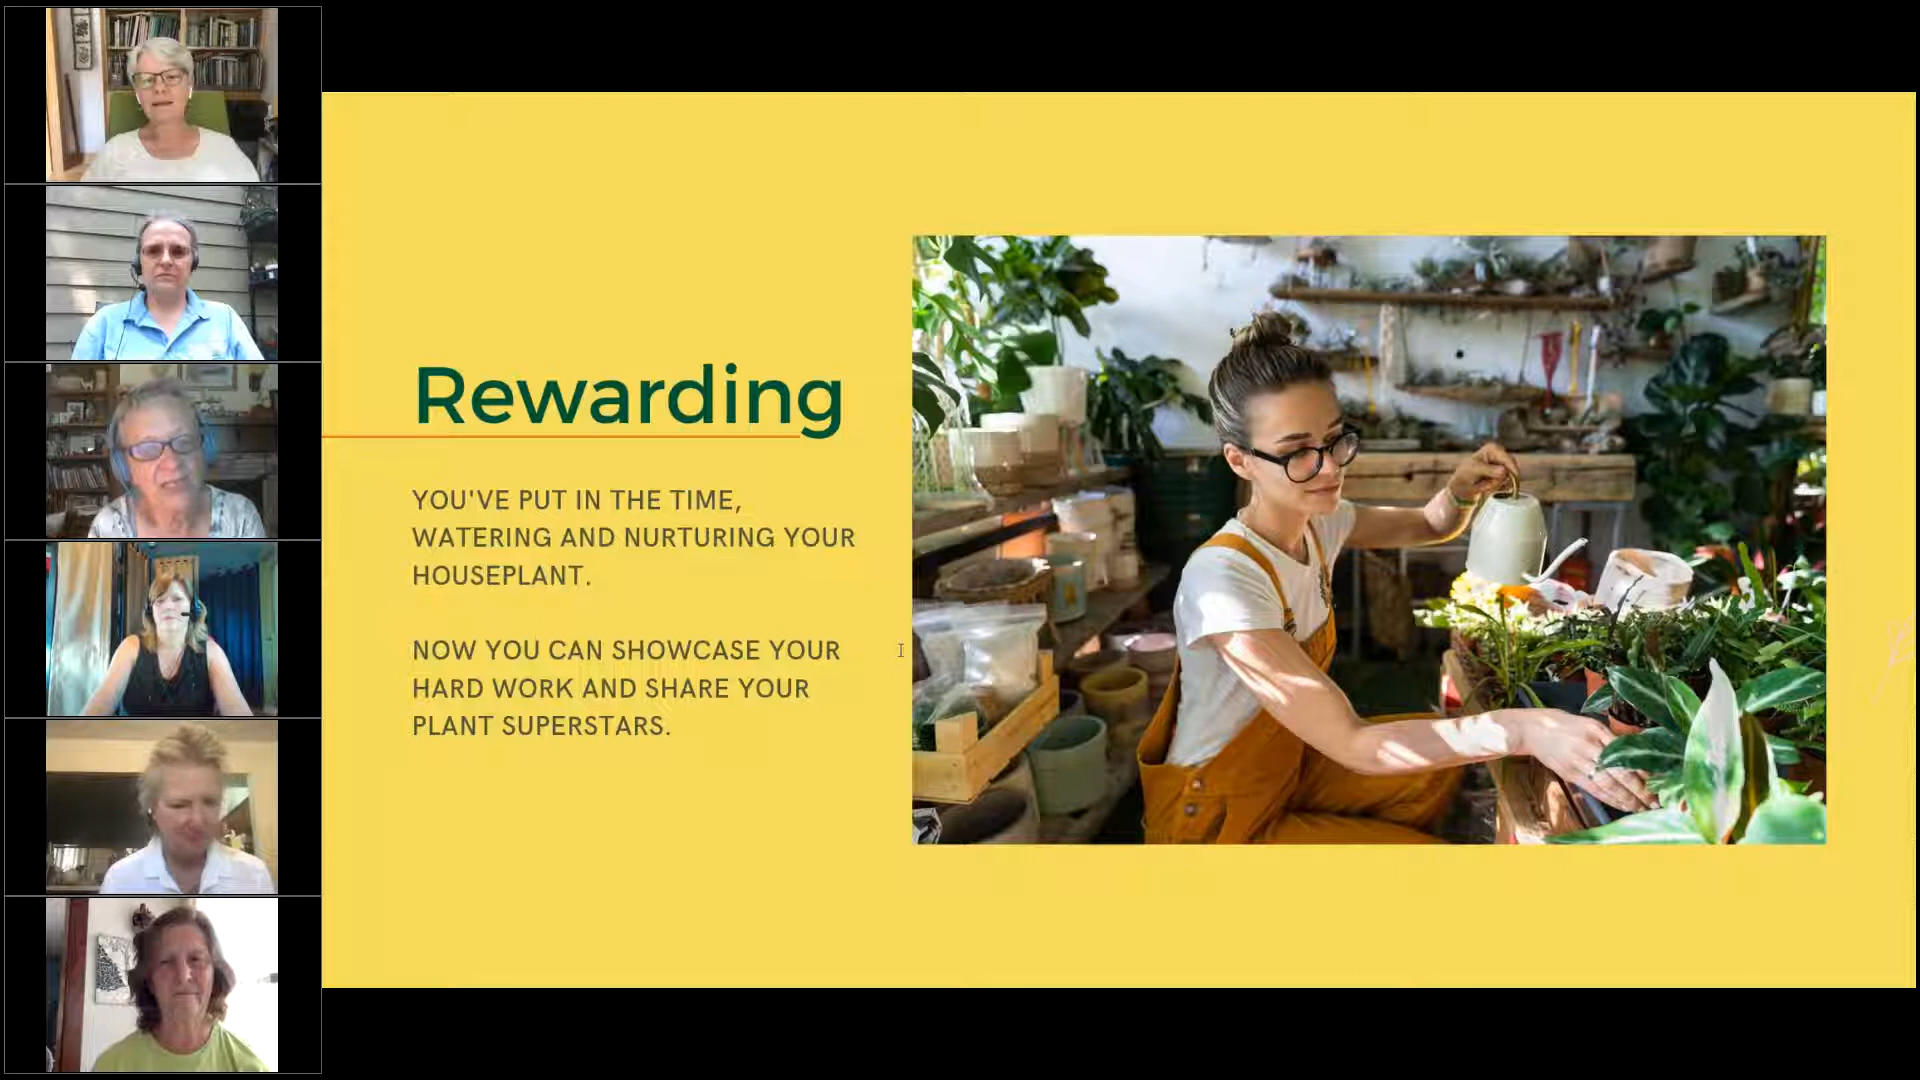 Rewarding
YOU'VE PUT IN THE TIME,
WATERING AND NURTURING YOUR
HOUSEPLANT.
NOW YOU CAN SHOWCASE YOUR
HARD WORK AND SHARE YOUR
PLANT SUPERSTARS.